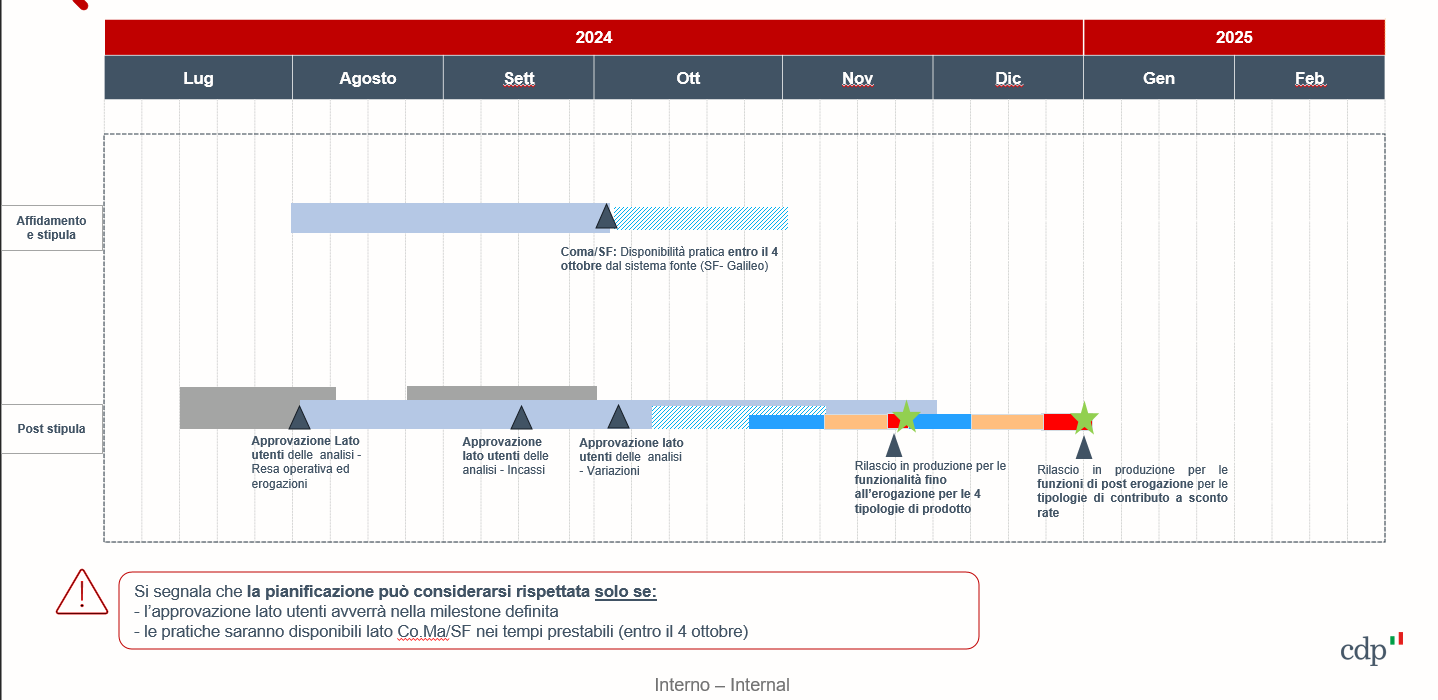 2024
2025
Lug
Agosto
Sett
Ott
Nov
Dic
Gen
Feb
Affidamento
e stipula
Coma/SF: Disponibilità pratica entro il 4
ottobre dal sistema fonte (SF- Galileo)
Post stipula
Approvazione Lato
utenti delle analisi -
Resa operativa ed
erogazioni
Approvazione
lato utenti delle
analisi - Incassi
Approvazione lato
utenti delle analisi
- Variazioni
Rilascio in produzione per le
funzionalità fino
all’erogazione per le 4
tipologie di prodotto
Rilascio in produzione per le
funzioni di post erogazione per le
tipologie di contributo a sconto
rate
Si segnala che la pianificazione può considerarsi rispettata solo se:
- l’approvazione lato utenti avverrà nella milestone definita
- le pratiche saranno disponibili lato Co.Ma/SF nei tempi prestabili (entro il 4 ottobre)
cdp
Interno – Internal